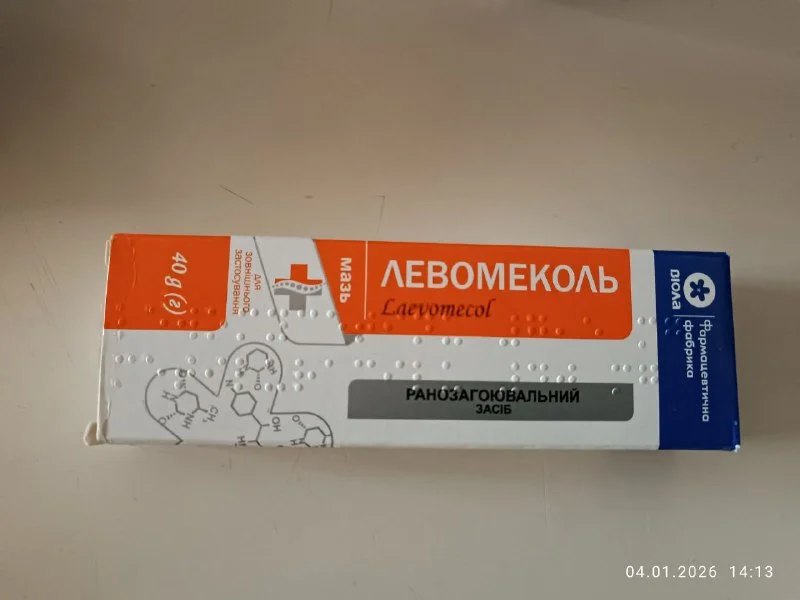 40 g (г)
для
зовнішнього
застосування
мазь
ЛЕВОМЕКОЛЬ
Laevomecol
РАНОЗАГОЮВАЛЬНИЙ
ЗАСІБ
ВІОЛА
Фармацевтична
фабрика
04.01.2026 14:13